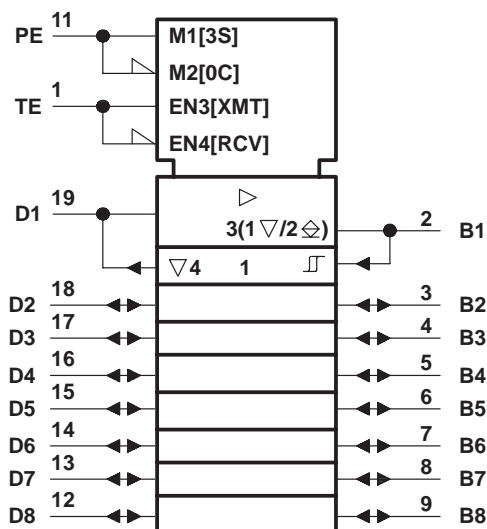 PE 11 M1[3S]
M2[0C]
TE 1 EN3[XMT]
EN4[RCV]
D1 19 ▷
3(1 ▽/2 ⎒) 2 B1
▽4 1
D2 18 3 B2
D3 17 4 B3
D4 16 5 B4
D5 15 6 B5
D6 14 7 B6
D7 13 8 B7
D8 12 9 B8